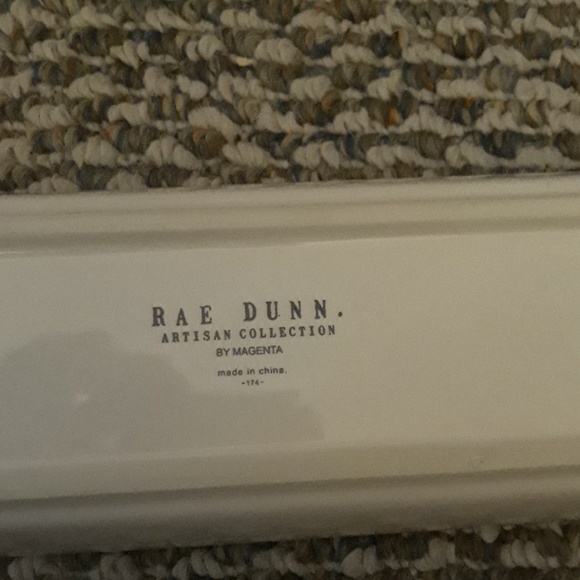 RAE DUNN.
ARTISAN COLLECTION
BY MAGENTA
made in china.
-174-